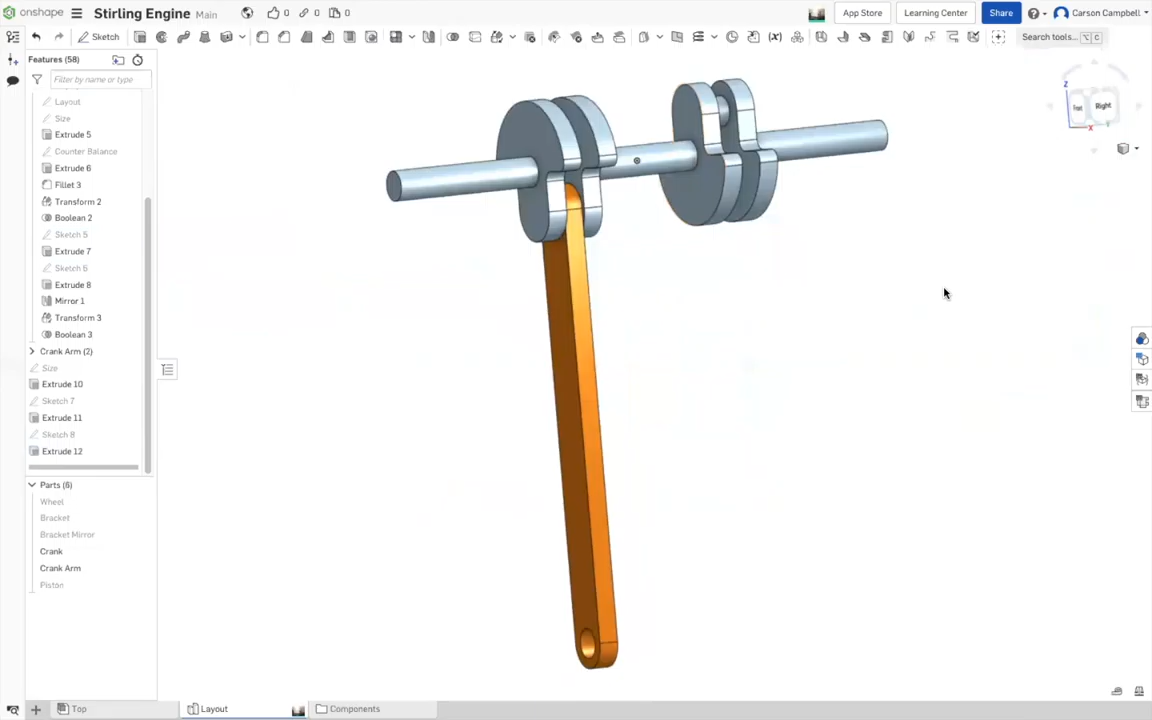 onshape Stirling Engine Main 0 0 0 App Store Learning Center Share Carson Campbell
Sketch Search tools... ⌥ C
Features (58)
Filter by name or type
Layout
Size
Extrude 5
Counter Balance
Extrude 6
Fillet 3
Transform 2
Boolean 2
Sketch 5
Extrude 7
Sketch 6
Extrude 8
Mirror 1
Transform 3
Boolean 3
Crank Arm (2)
Size
Extrude 10
Sketch 7
Extrude 11
Sketch 8
Extrude 12
Parts (6)
Wheel
Bracket
Bracket Mirror
Crank
Crank Arm
Piston
Z
Right
X
Y
Top Layout Components